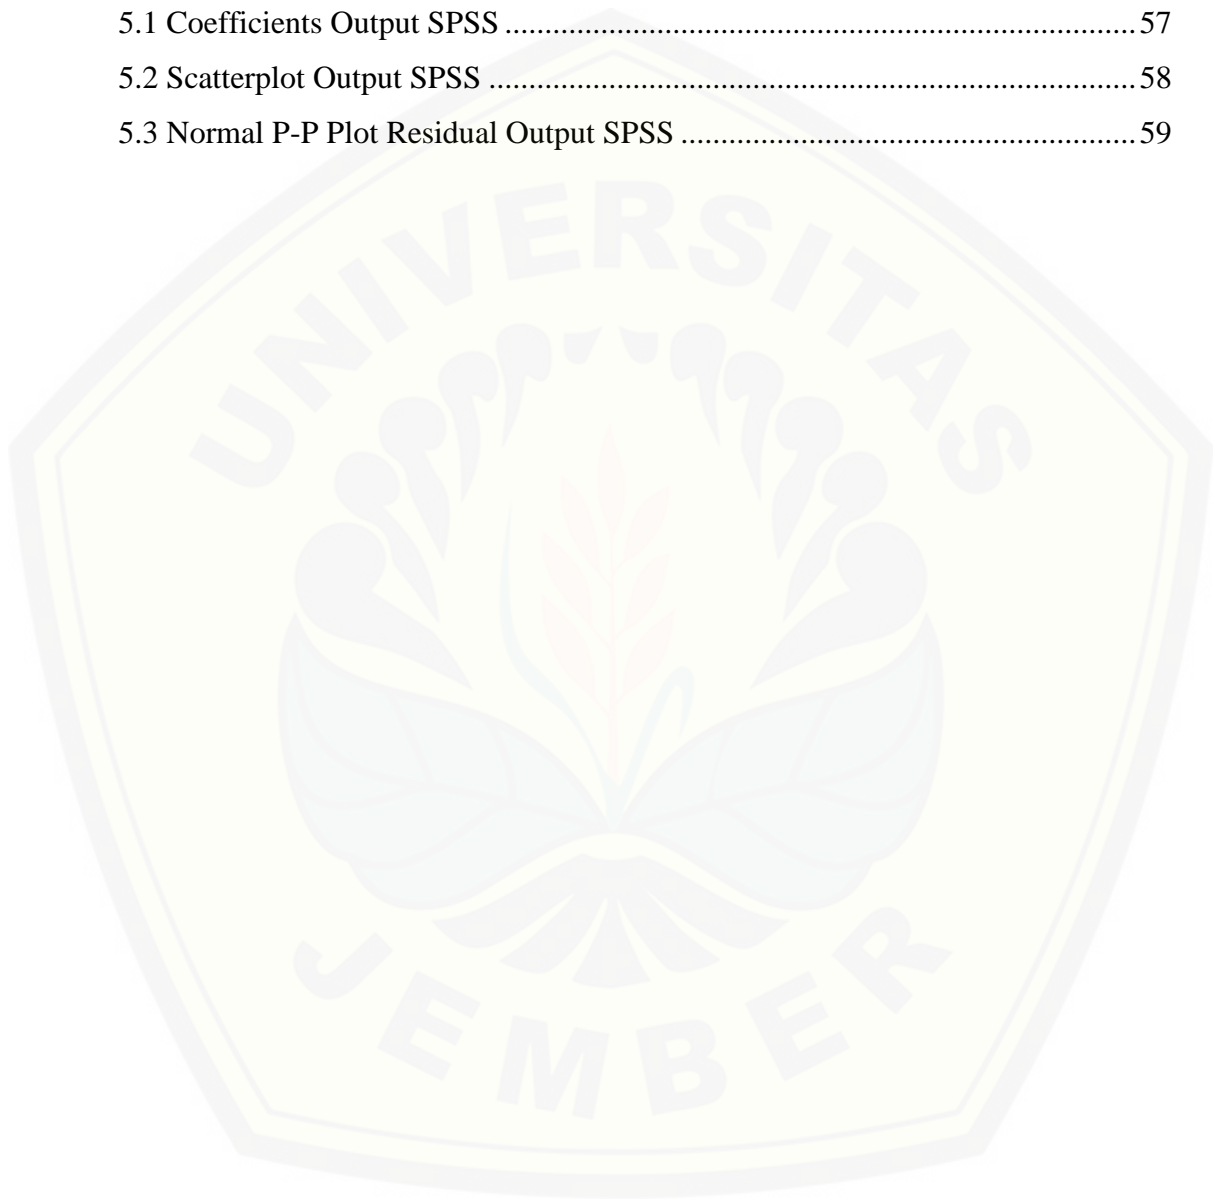 5.1 Coefficients Output SPSS ................................................................................ 57
5.2 Scatterplot Output SPSS .................................................................................. 58
5.3 Normal P-P Plot Residual Output SPSS .......................................................... 59
UNIVERSITAS
JEMBER